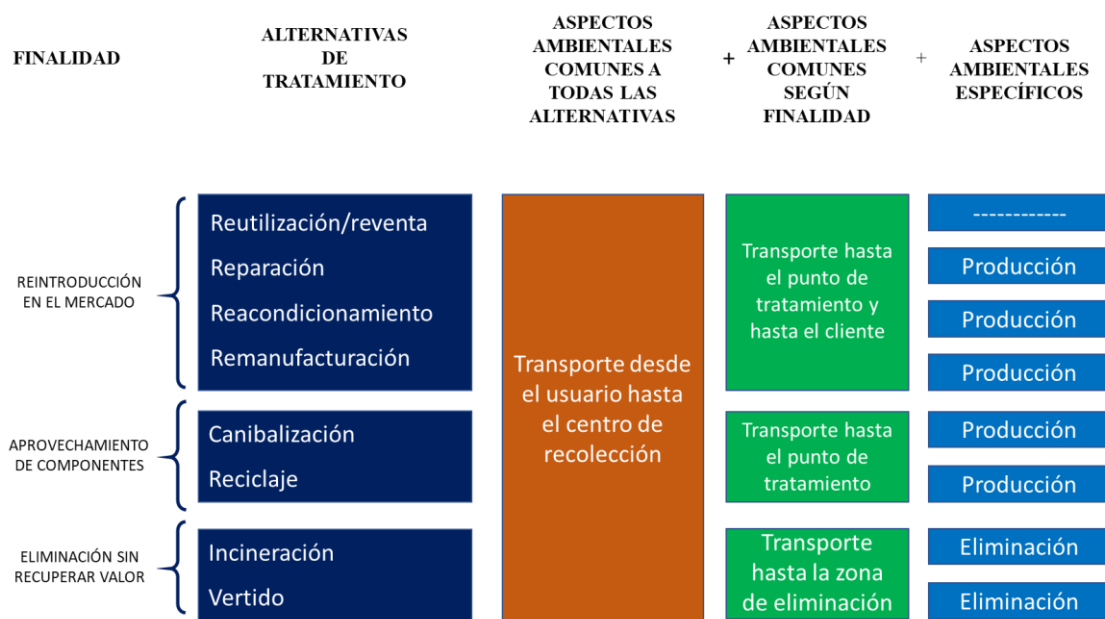 FINALIDAD
ALTERNATIVAS
DE
TRATAMIENTO
ASPECTOS
AMBIENTALES
COMUNES A
TODAS LAS
ALTERNATIVAS
+
ASPECTOS
AMBIENTALES
COMUNES
SEGÚN
FINALIDAD
+
ASPECTOS
AMBIENTALES
ESPECÍFICOS
REINTRODUCCIÓN
EN EL MERCADO
Reutilización/reventa
Reparación
Reacondicionamiento
Remanufacturación
APROVECHAMIENTO
DE COMPONENTES
Canibalización
Reciclaje
ELIMINACIÓN SIN
RECUPERAR VALOR
Incineración
Vertido
Transporte desde
el usuario hasta
el centro de
recolección
Transporte hasta
el punto de
tratamiento y
hasta el cliente
Transporte hasta
el punto de
tratamiento
Transporte
hasta la zona
de eliminación
------------
Producción
Producción
Producción
Producción
Producción
Eliminación
Eliminación